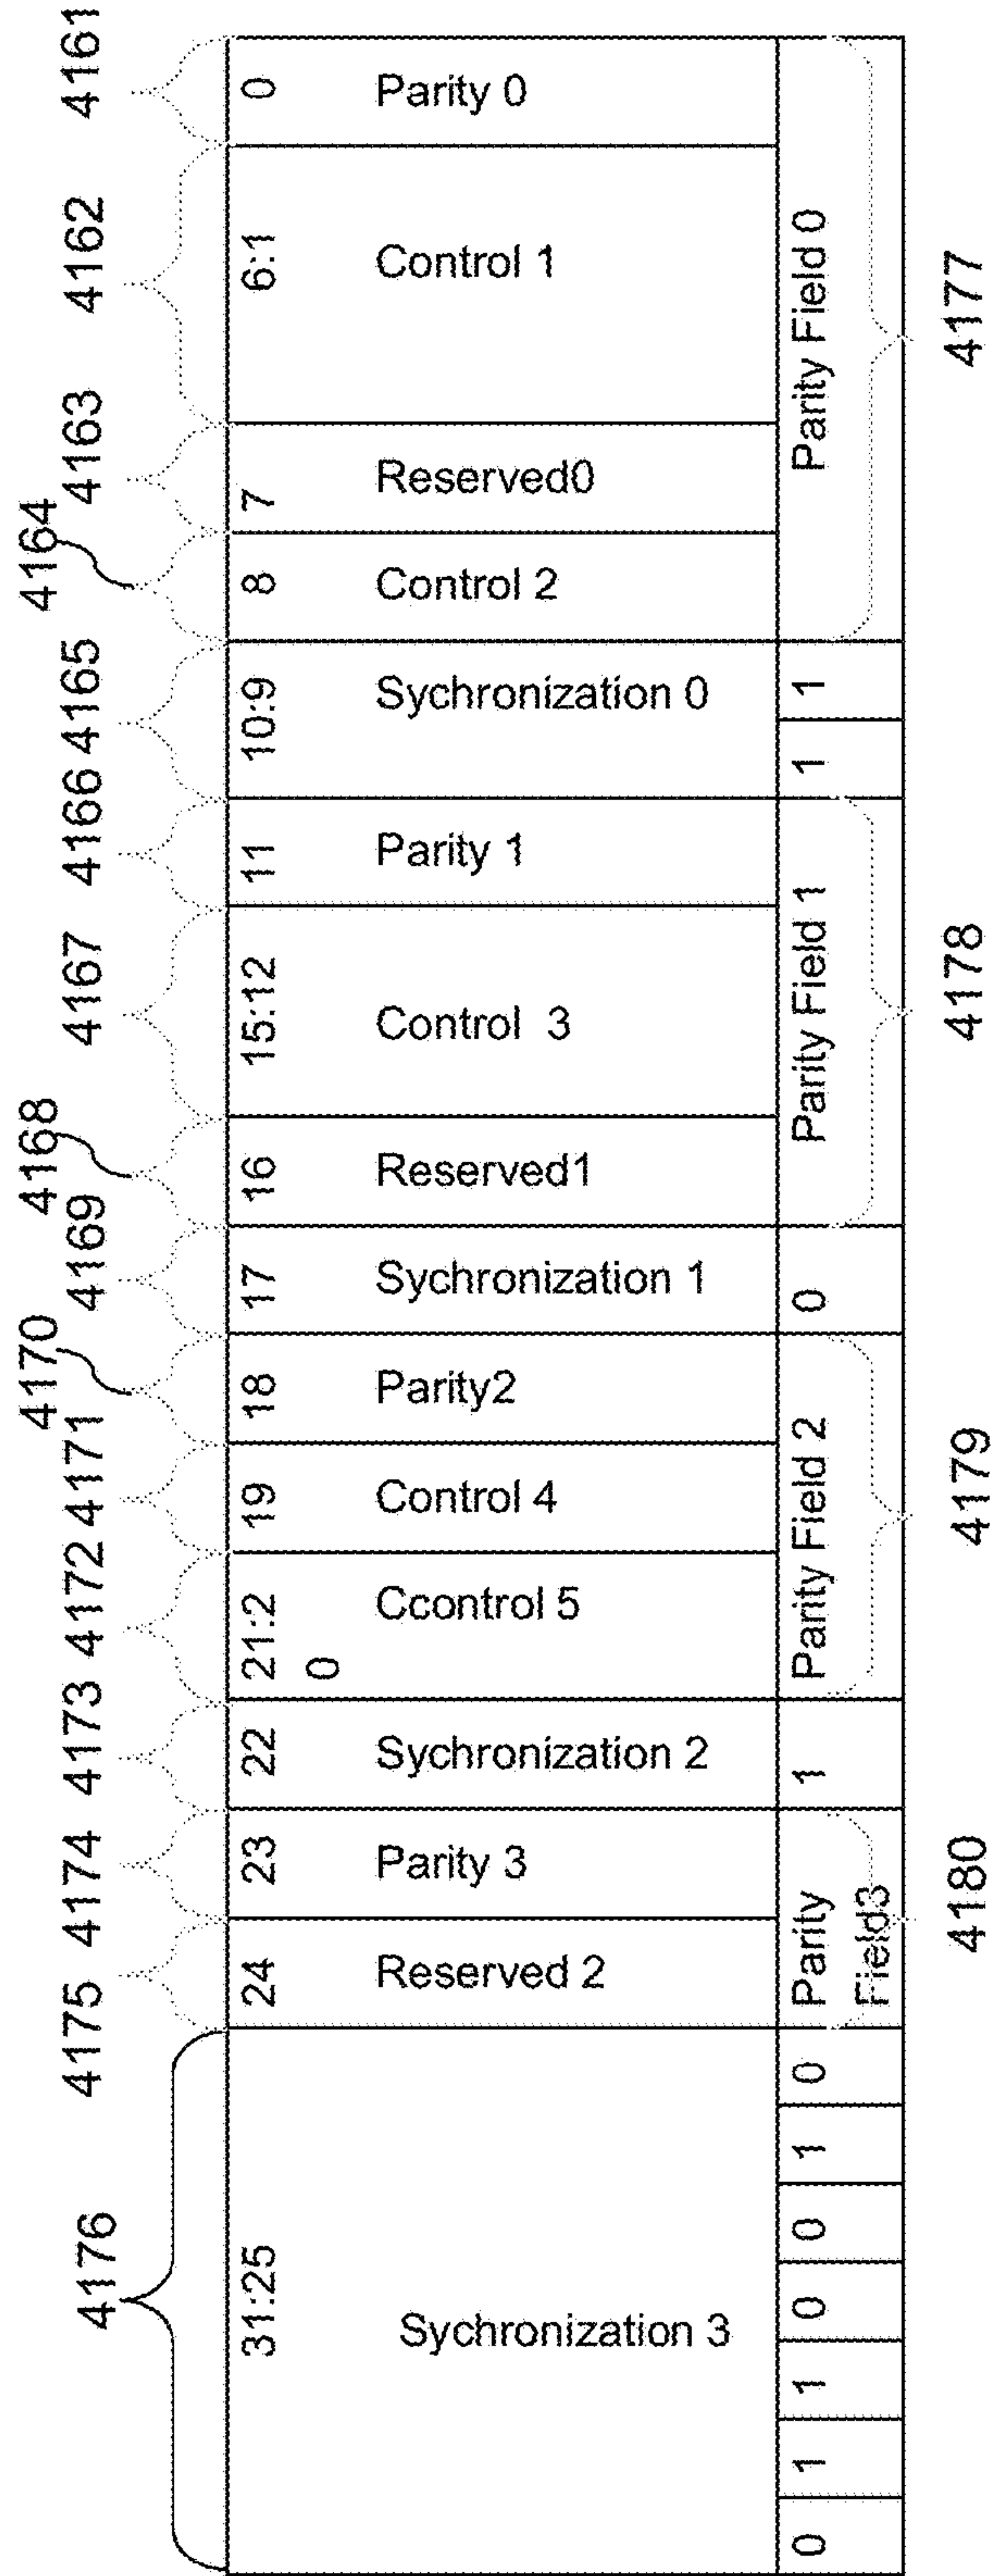 4170 4168 4164
4176 4175 4174 4173 4172 4171 4169 4167 4166 4165 4163 4162 4161
31:25 24 23 22 21:2 19 18 17 16 15:12 11 10:9 8 7 6:1 0
0
Sychronization 3
Reserved 2
Parity 3
Sychronization 2
Ccontrol 5
Control 4
Parity2
Sychronization 1
Reserved1
Control 3
Parity 1
Sychronization 0
Control 2
Reserved0
Control 1
Parity 0
0 1 1 0 0 1 0 Parity 1 Parity Field 2 0 Parity Field 1 1 1 Parity Field 0
Field3
4180 4179 4178 4177